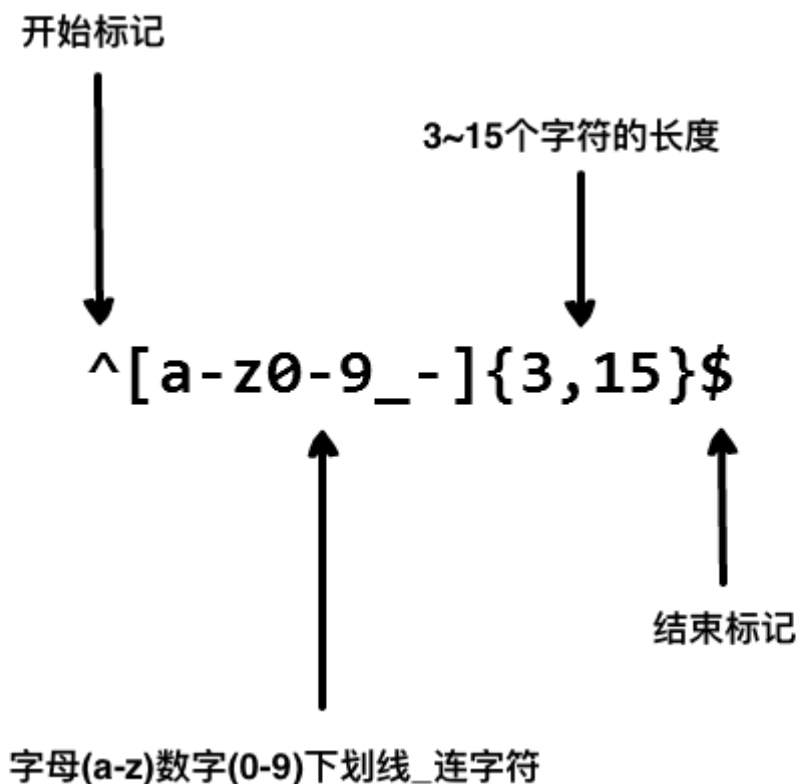 开始标记
3~15个字符的长度
^[a-z0-9_-]{3,15}$
结束标记
字母(a-z)数字(0-9)下划线_连字符